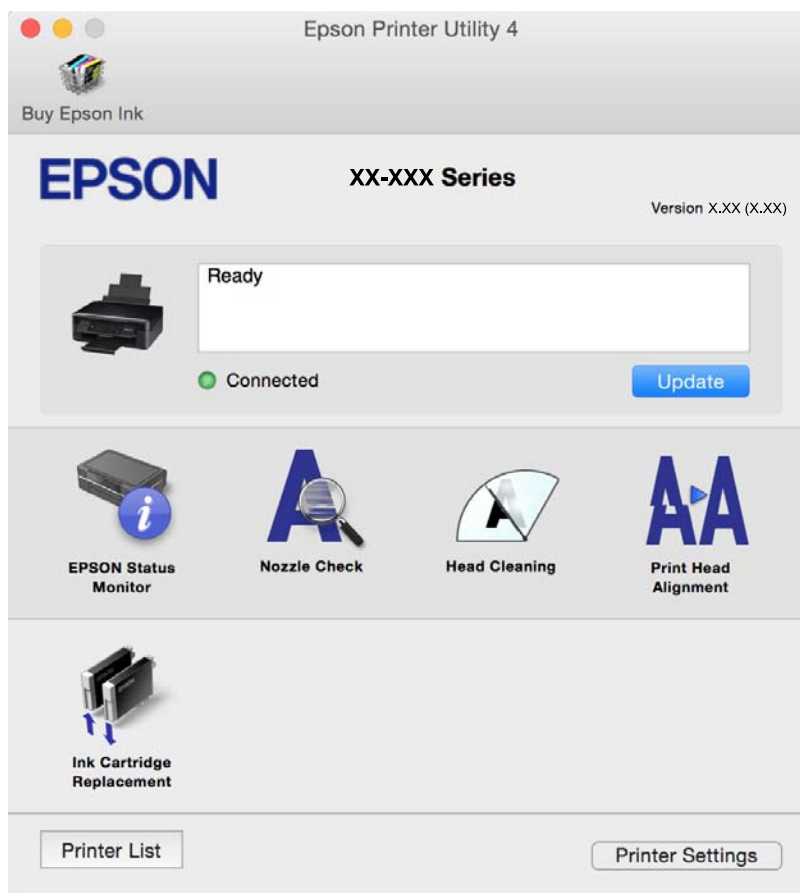 Epson Printer Utility 4
Buy Epson Ink
EPSON
XX-XXX Series
Version X.XX (X.XX)
Ready
Connected
Update
EPSON Status
Monitor
Nozzle Check
Head Cleaning
Print Head
Alignment
Ink Cartridge
Replacement
Printer List
Printer Settings